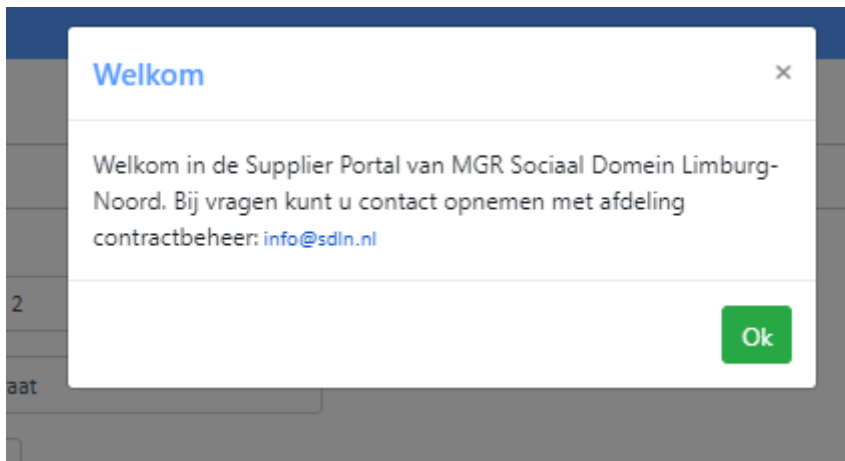 Welkom
×
Welkom in de Supplier Portal van MGR Sociaal Domein Limburg-
Noord. Bij vragen kunt u contact opnemen met afdeling
contractbeheer: info@sdln.nl
2
Ok
aat